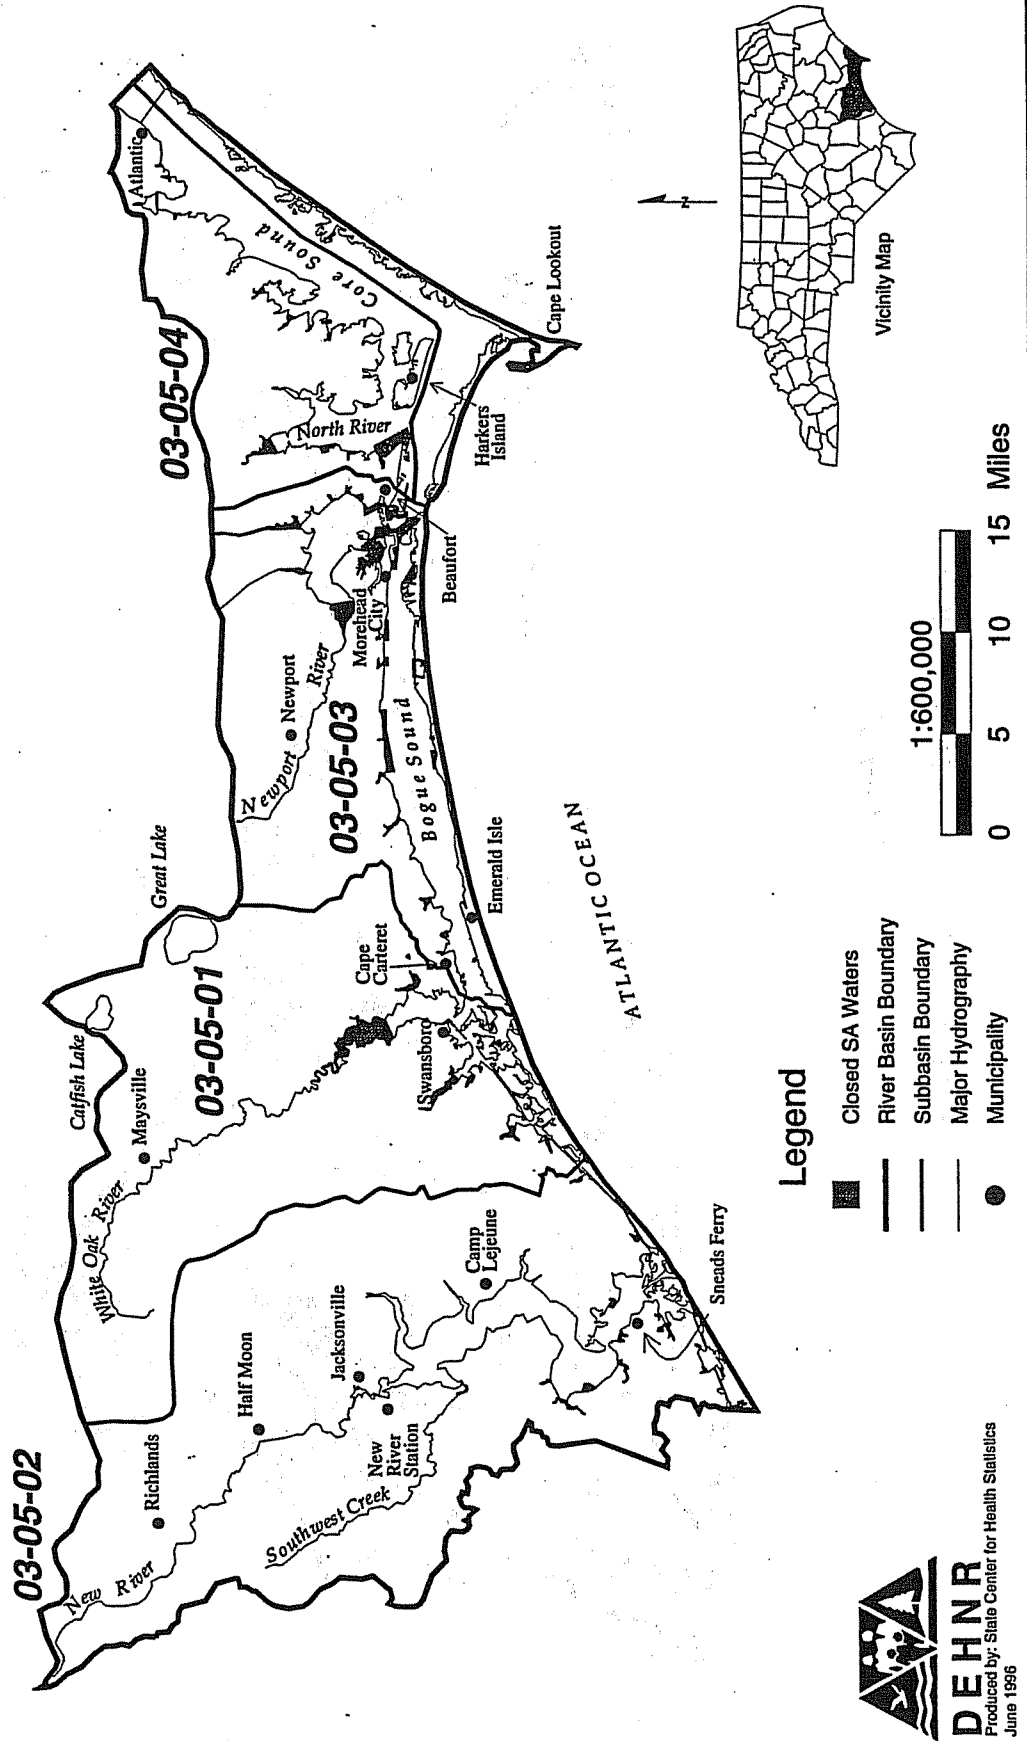 03-05-02
03-05-01
03-05-03
03-05-04
New River
Richlands
Half Moon
Jacksonville
New
River
Station
Southwest Creek
Camp
Lejeune
Sneads Ferry
White Oak River
Maysville
Catfish Lake
Great Lake
Swansboro
Cape
Carteret
Emerald Isle
Bogue Sound
Newport River
Newport
Morehead
City
Beaufort
North River
Harkers
Island
Core Sound
Atlantic
Cape Lookout
ATLANTIC OCEAN
Legend
Closed SA Waters
River Basin Boundary
Subbasin Boundary
Major Hydrography
Municipality
1:600,000
0 5 10 15 Miles
N
Vicinity Map
DEHNR
Produced by: State Center for Health Statistics
June 1996